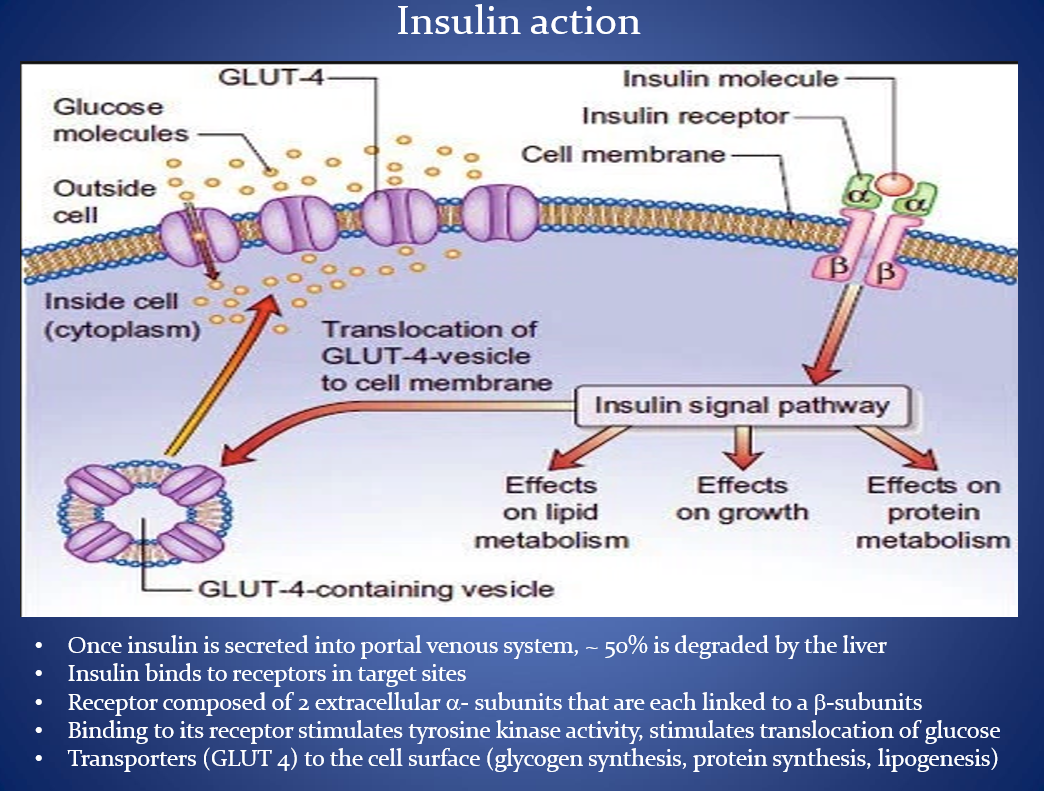 Insulin action
GLUT-4
Insulin molecule
Glucose
molecules
Insulin receptor
Cell membrane
Outside
cell
α
α
β
β
Inside cell
(cytoplasm)
Translocation of
GLUT-4-vesicle
to cell membrane
Insulin signal pathway
Effects
on lipid
metabolism
Effects
on growth
Effects on
protein
metabolism
GLUT-4-containing vesicle
• Once insulin is secreted into portal venous system, ~ 50% is degraded by the liver
• Insulin binds to receptors in target sites
• Receptor composed of 2 extracellular α- subunits that are each linked to a β-subunits
• Binding to its receptor stimulates tyrosine kinase activity, stimulates translocation of glucose
• Transporters (GLUT 4) to the cell surface (glycogen synthesis, protein synthesis, lipogenesis)